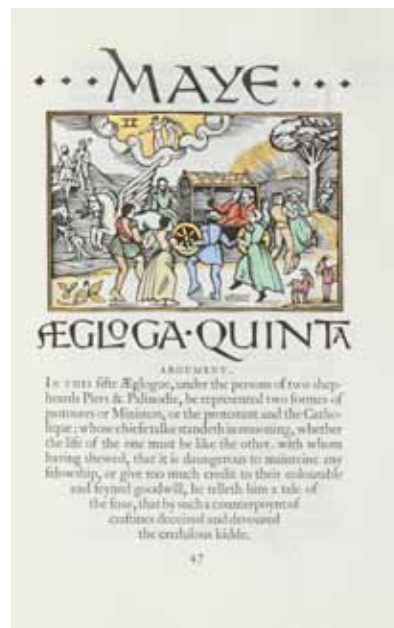 MAYE
II
ÆGLOGA·QUINTA
ARGUMENT.
IN THIS fifte Æglogue, under the persons of two shep-
heards Piers & Palinodie, be represented two formes of
pastoures or Ministers, or the protestant and the Catho-
lique; whose chiefe talke standeth in reasoning, whether
the life of the one must be like the other. with whom
having shewed, that it is daungerous to mainteine any
felowship, or give too much credit to their colourable
and feyned goodwill, he telleth him a tale of
the foxe, that by such a counterpoynt of
craftines deceived and devoured
the credulous kidde.
47